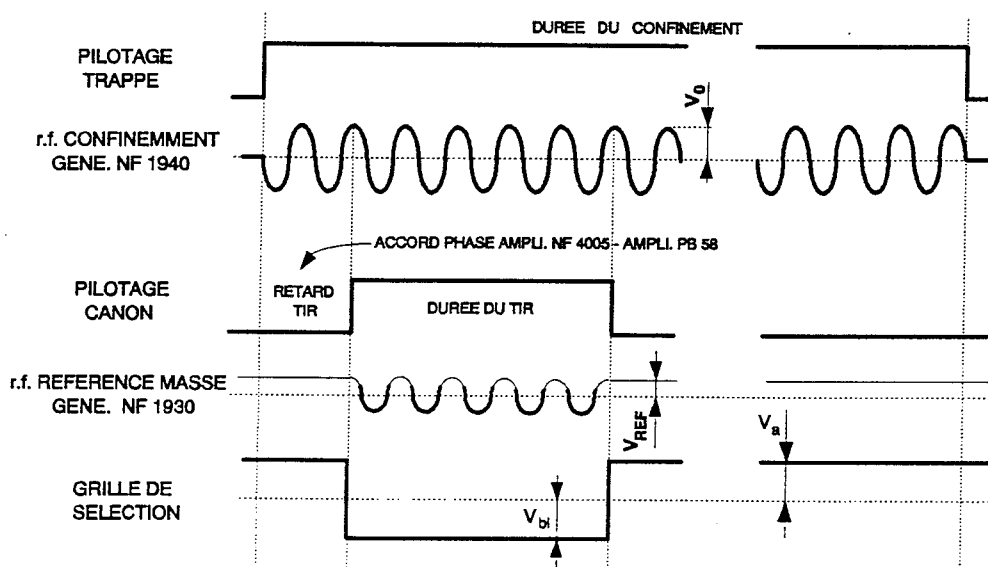 DUREE DU CONFINEMENT
PILOTAGE
TRAPPE
V0
r.f. CONFINEMMENT
GENE. NF 1940
ACCORD PHASE AMPLI. NF 4005 - AMPLI. PB 58
PILOTAGE
CANON
RETARD
TIR
DUREE DU TIR
r.f. REFERENCE MASSE
GENE. NF 1930
VREF
Va
GRILLE DE
SELECTION
Vbl